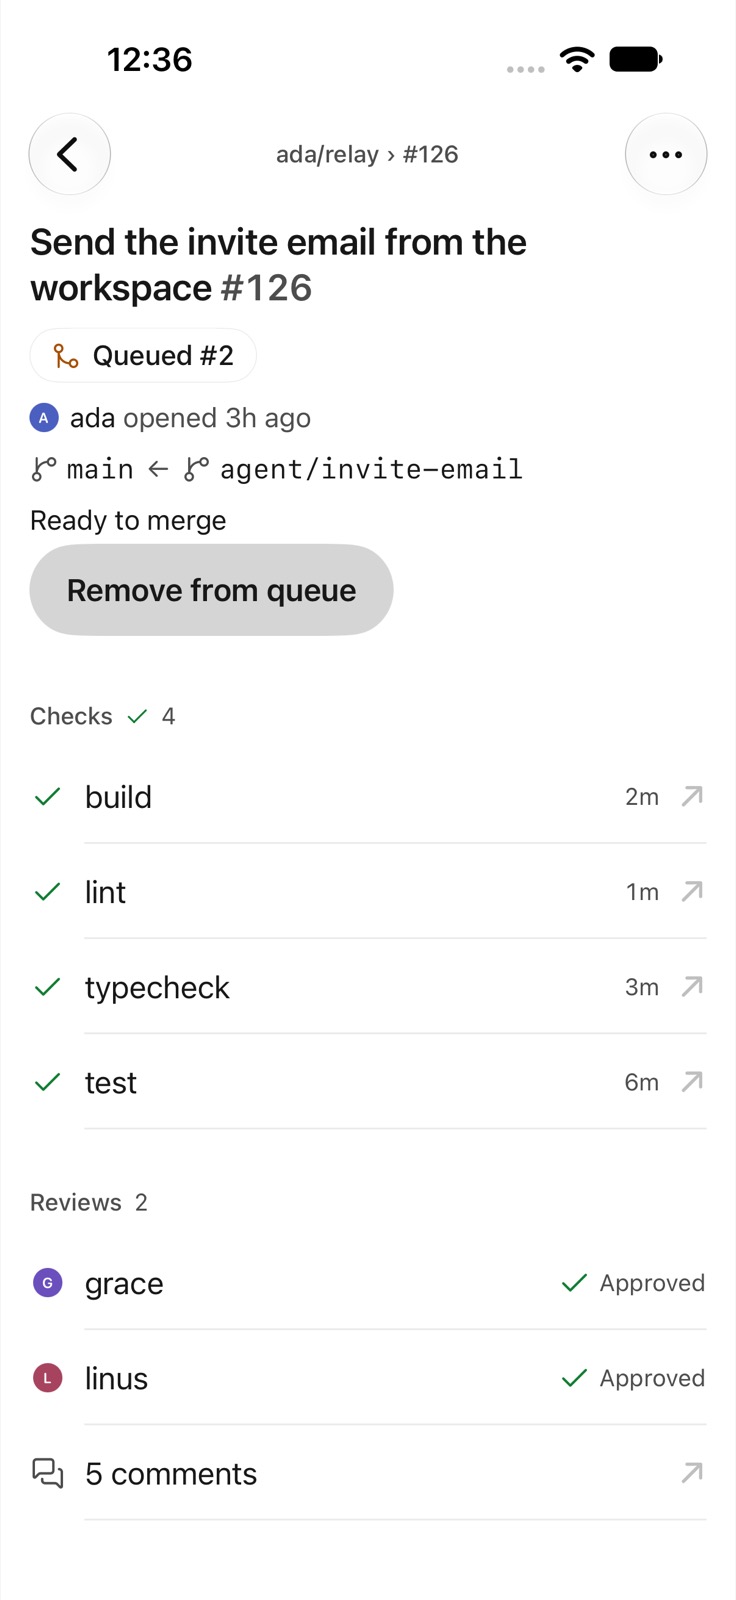 12:36
ada/relay › #126
Send the invite email from the
workspace #126
Queued #2
A ada opened 3h ago
main ← agent/invite-email
Ready to merge
Remove from queue
Checks 4
build 2m
lint 1m
typecheck 3m
test 6m
Reviews 2
G grace Approved
L linus Approved
5 comments